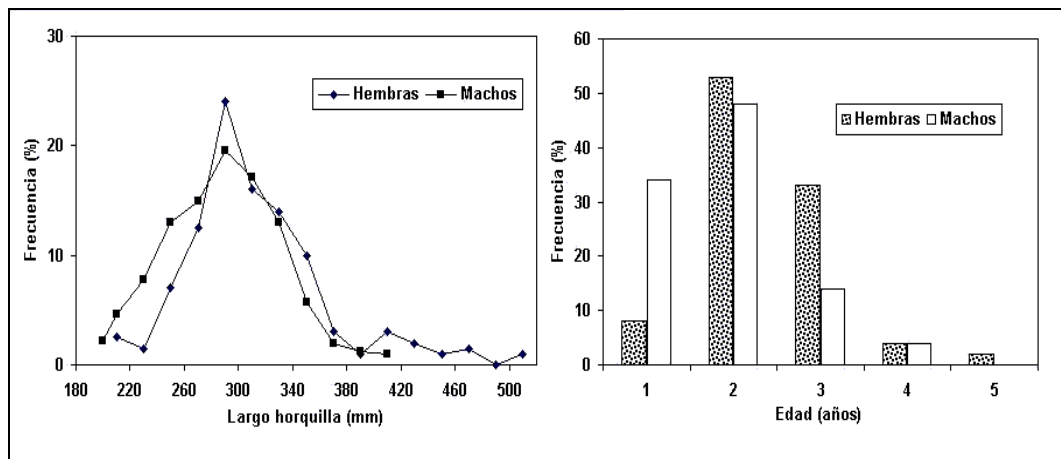 30
20
10
0
Frecuencia (%)
Hembras Machos
180 220 260 300 340 380 420 460 500
Largo horquilla (mm)
60
50
40
30
20
10
0
Frecuencia (%)
Hembras Machos
1 2 3 4 5
Edad (años)